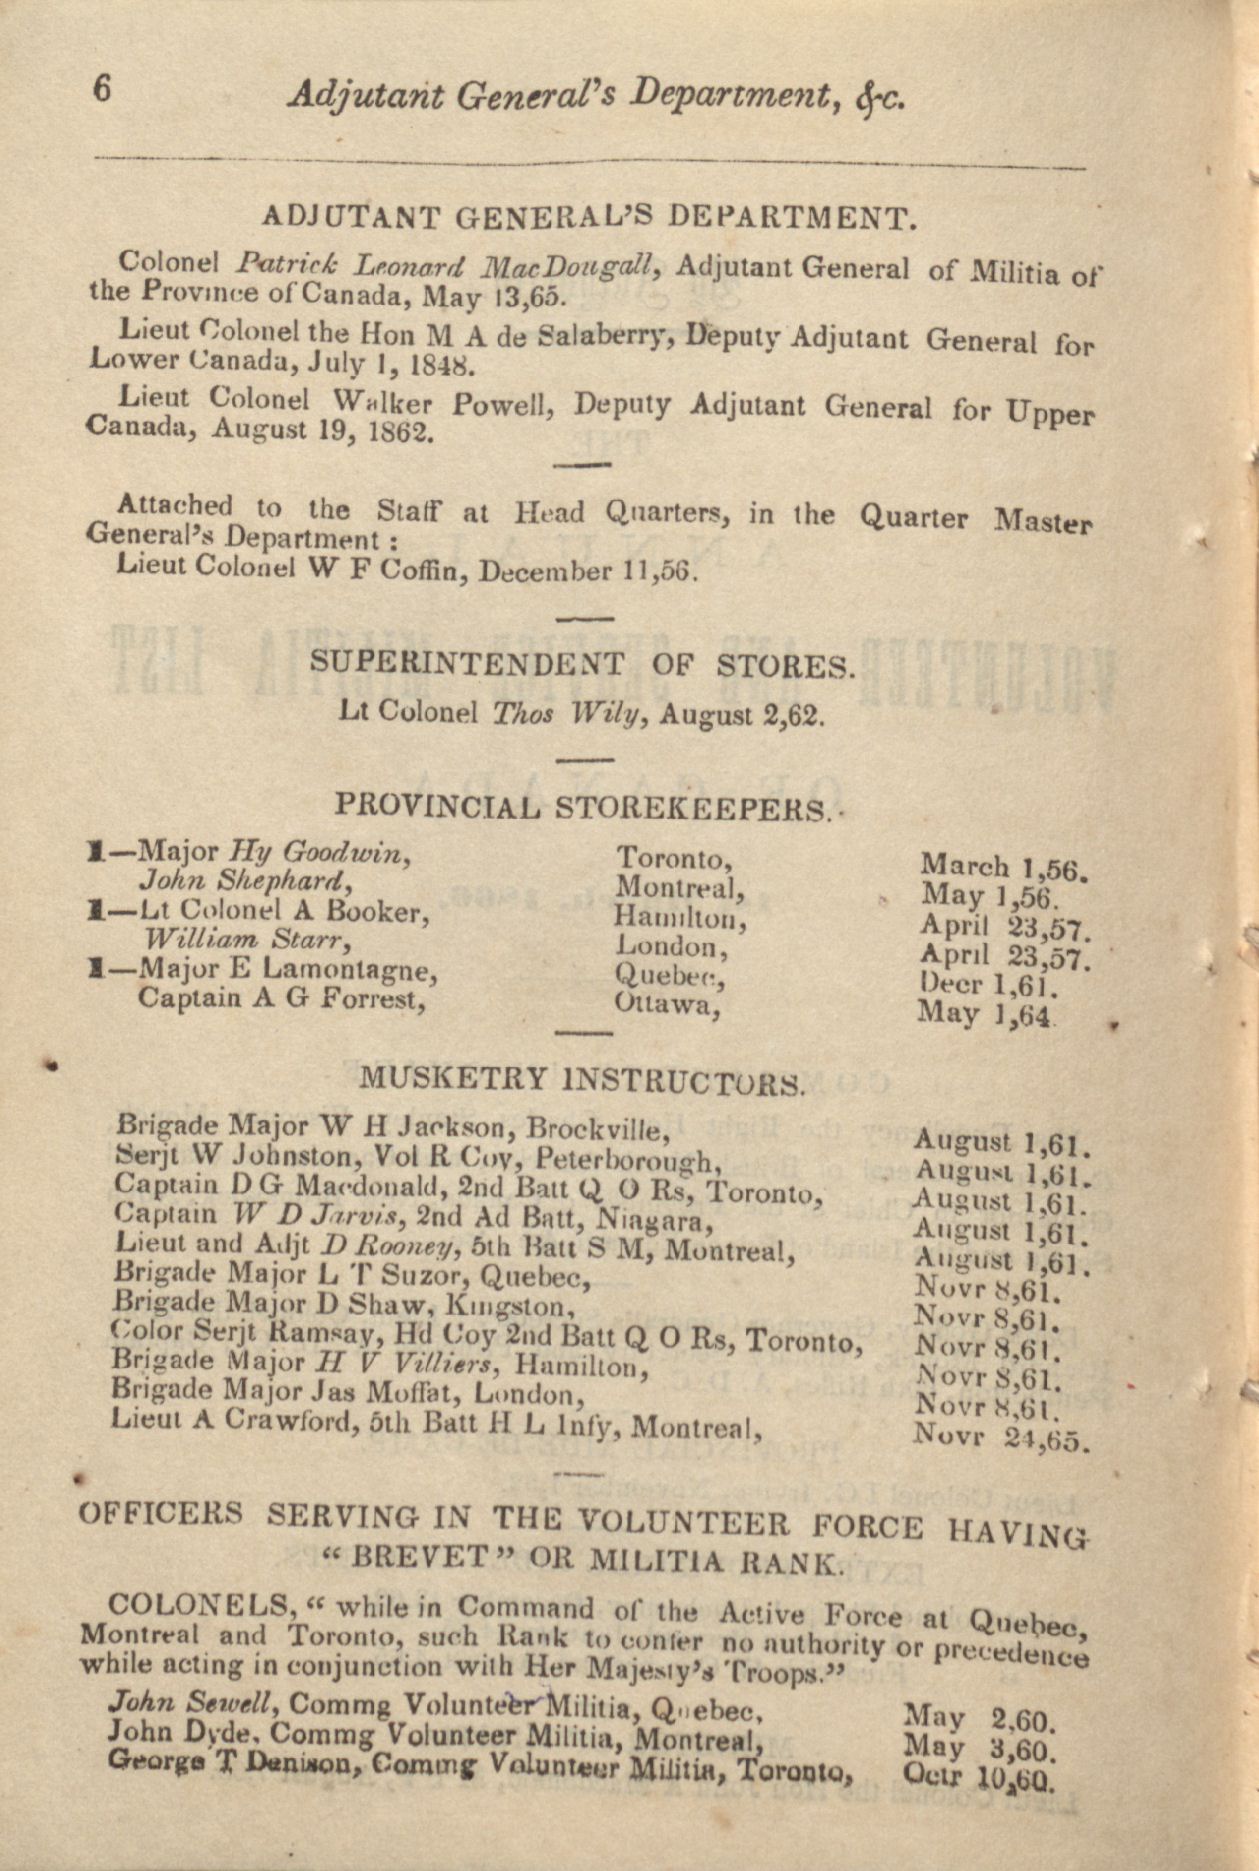 6 Adjutant General's Department, &c.
ADJUTANT GENERAL'S DEPARTMENT.
Colonel Patrick Leonard MacDougall, Adjutant General of Militia of
the Province of Canada, May 13,65.
Lieut Colonel the Hon M A de Salaberry, Deputy Adjutant General for
Lower Canada, July 1, 1848.
Lieut Colonel Walker Powell, Deputy Adjutant General for Upper
Canada, August 19, 1862.
Attached to the Staff at Head Quarters, in the Quarter Master
General's Department :
Lieut Colonel W F Coffin, December 11,56.
SUPERINTENDENT OF STORES.
Lt Colonel Thos Wily, August 2,62.
PROVINCIAL STOREKEEPERS.
1—Major Hy Goodwin, Toronto, March 1,56.
John Shephard, Montreal, May 1,56.
1—Lt Colonel A Booker, Hamilton, April 23,57.
William Starr, London, April 23,57.
1—Major E Lamontagne, Quebec, Decr 1,61.
Captain A G Forrest, Ottawa, May 1,64.
MUSKETRY INSTRUCTORS.
Brigade Major W H Jackson, Brockville, August 1,61.
Serjt W Johnston, Vol R Coy, Peterborough, August 1,61.
Captain D G Macdonald, 2nd Batt Q O Rs, Toronto, August 1,61.
Captain W D Jarvis, 2nd Ad Batt, Niagara, August 1,61.
Lieut and Adjt D Rooney, 5th Batt S M, Montreal, August 1,61.
Brigade Major L T Suzor, Quebec, Novr 8,61.
Brigade Major D Shaw, Kingston, Novr 8,61.
Color Serjt Ramsay, Hd Coy 2nd Batt Q O Rs, Toronto, Novr 8,61.
Brigade Major H V Villiers, Hamilton, Novr 8,61.
Brigade Major Jas Moffat, London, Novr 8,61.
Lieut A Crawford, 5th Batt H L Infy, Montreal, Novr 24,65.
OFFICERS SERVING IN THE VOLUNTEER FORCE HAVING
"BREVET" OR MILITIA RANK.
COLONELS, "while in Command of the Active Force at Quebec,
Montreal and Toronto, such Rank to confer no authority or precedence
while acting in conjunction with Her Majesty's Troops."
John Sewell, Commg Volunteer Militia, Quebec, May 2,60.
John Dyde, Commg Volunteer Militia, Montreal, May 3,60.
George T Denison, Commg Volunteer Militia, Toronto, Octr 10,60.